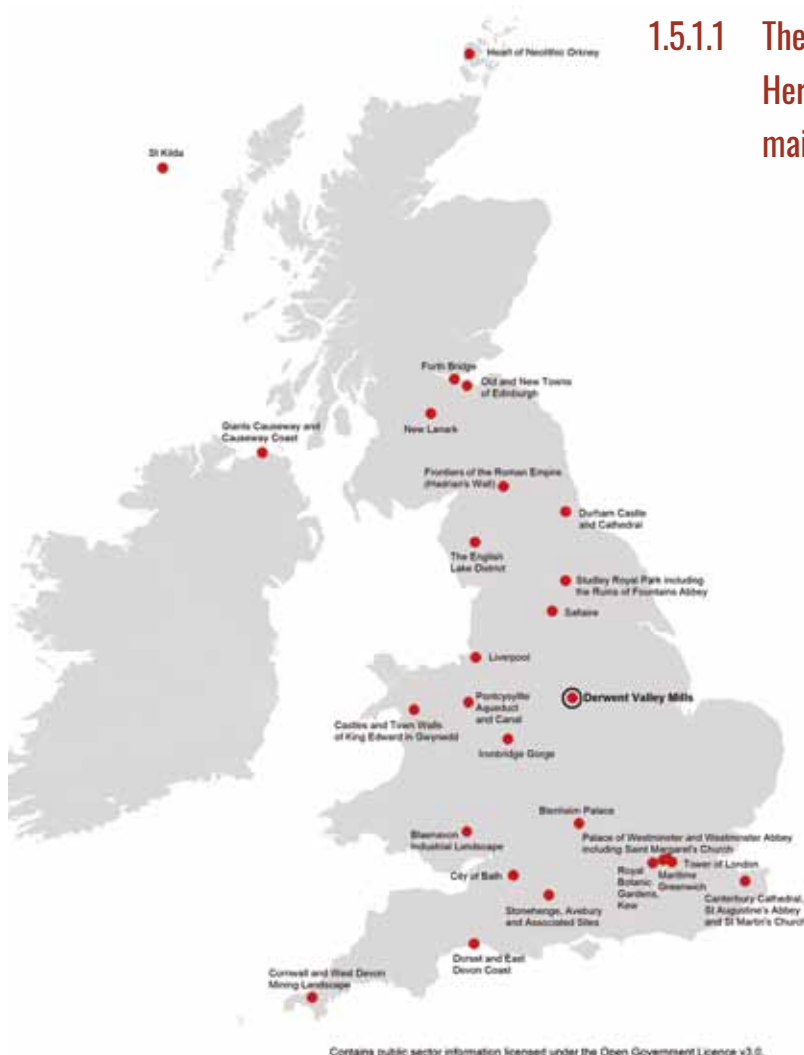 1.5.1.1 The
Her
mai
Heart of Neolithic Orkney
St Kilda
Forth Bridge
Old and New Towns
of Edinburgh
New Lanark
Giants Causeway and
Causeway Coast
Frontiers of the Roman Empire
(Hadrian's Wall)
Durham Castle
and Cathedral
The English
Lake District
Studley Royal Park including
the Ruins of Fountains Abbey
Saltaire
Liverpool
Pontcysyllte
Aqueduct
and Canal
Derwent Valley Mills
Castles and Town Walls
of King Edward in Gwynedd
Ironbridge Gorge
Blenheim Palace
Blaenavon
Industrial Landscape
Palace of Westminster and Westminster Abbey
including Saint Margaret's Church
Tower of London
Royal
Botanic
Gardens,
Kew
Maritime
Greenwich
City of Bath
Canterbury Cathedral,
St Augustine's Abbey
and St Martin's Church
Stonehenge, Avebury
and Associated Sites
Dorset and East
Devon Coast
Cornwall and West Devon
Mining Landscape
Contains public sector information licensed under the Open Government Licence v3.0.